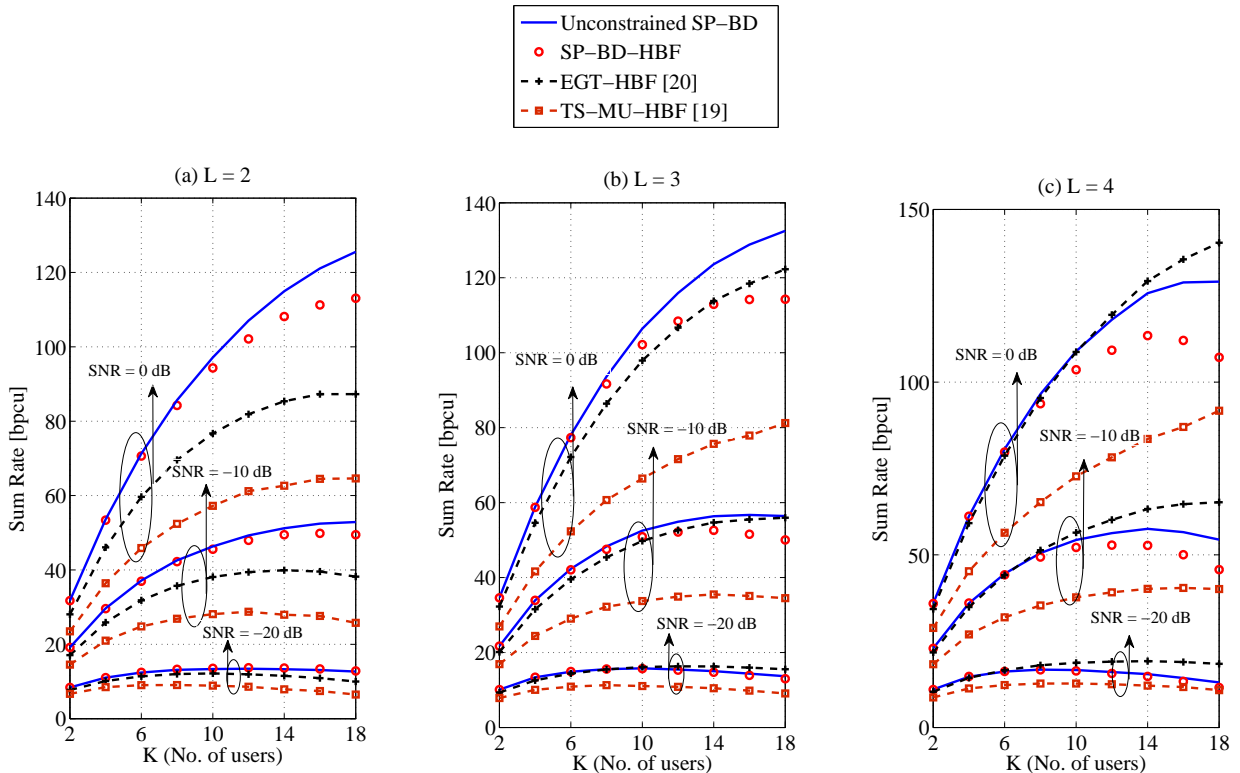 Unconstrained SP−BD
SP−BD−HBF
EGT−HBF [20]
TS−MU−HBF [19]
(a) L = 2
140
120
100
80
60
40
20
0
2
6
10
14
18
Sum Rate [bpcu]
K (No. of users)
SNR = 0 dB
SNR = −10 dB
SNR = −20 dB
(b) L = 3
140
120
100
80
60
40
20
0
2
6
10
14
18
Sum Rate [bpcu]
K (No. of users)
SNR = 0 dB
SNR = −10 dB
SNR = −20 dB
(c) L = 4
150
100
50
0
2
6
10
14
18
Sum Rate [bpcu]
K (No. of users)
SNR = 0 dB
SNR = −10 dB
SNR = −20 dB